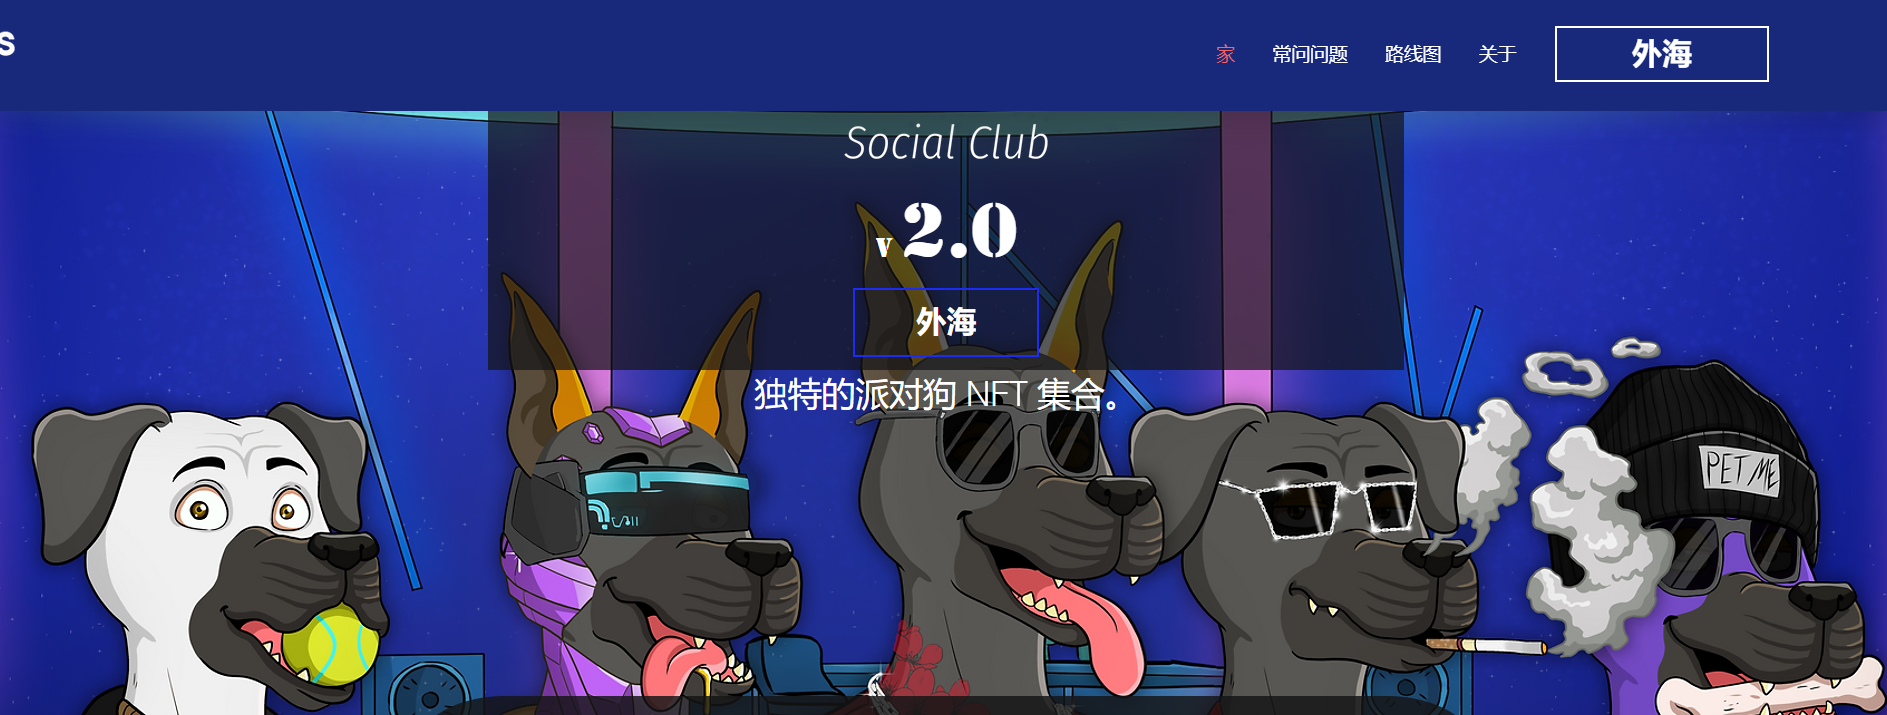 s
家 常问问题 路线图 关于 外海
Social Club
v 2.0
外海
独特的派对狗 NFT 集合。
PET ME